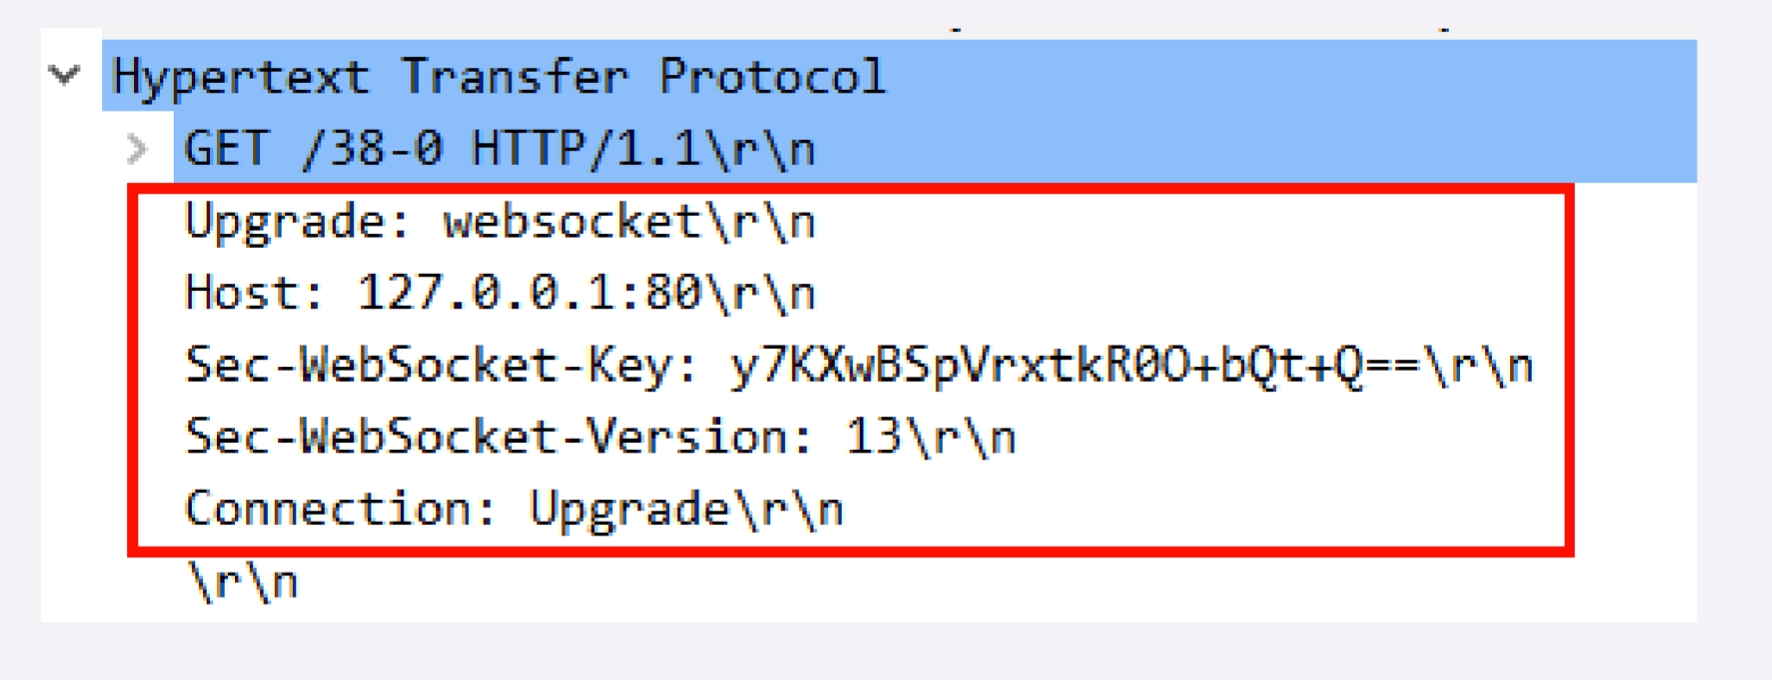 Hypertext Transfer Protocol
GET /38-0 HTTP/1.1\r\n
Upgrade: websocket\r\n
Host: 127.0.0.1:80\r\n
Sec-WebSocket-Key: y7KXwBSpVrxtkR0O+bQt+Q==\r\n
Sec-WebSocket-Version: 13\r\n
Connection: Upgrade\r\n
\r\n